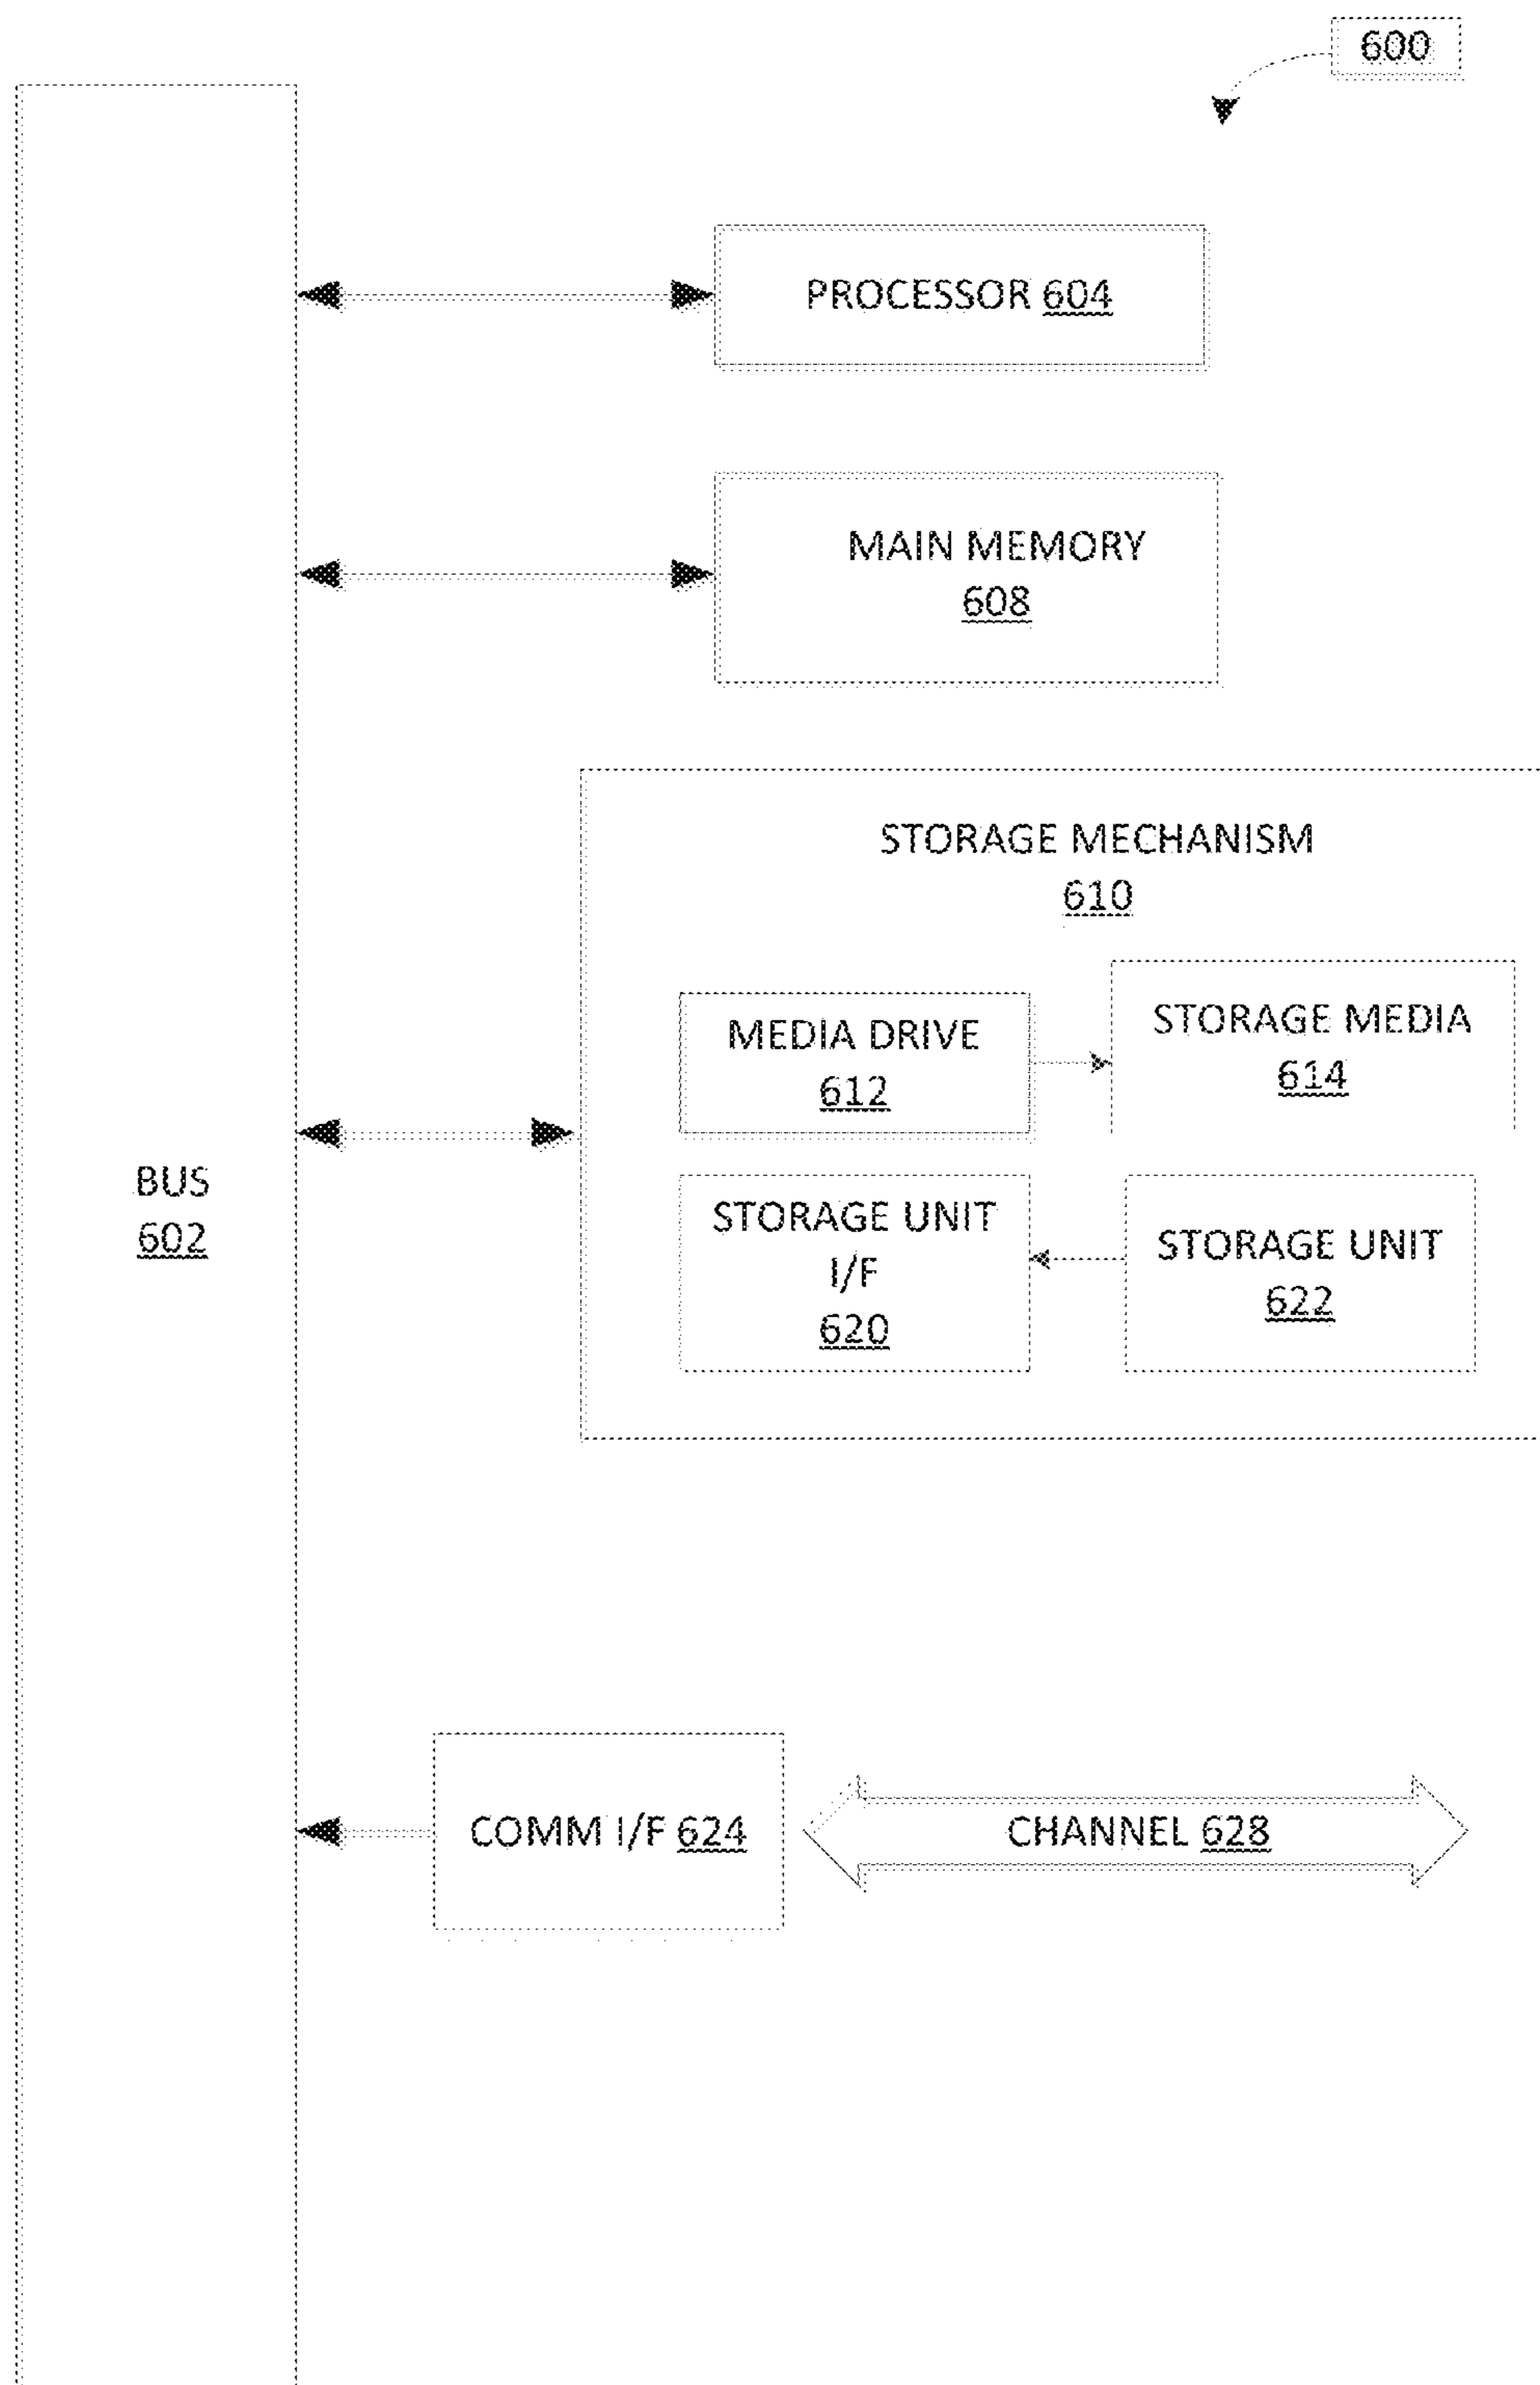 600
PROCESSOR 604
MAIN MEMORY
608
STORAGE MECHANISM
610
MEDIA DRIVE
612
STORAGE MEDIA
614
BUS
602
STORAGE UNIT
I/F
620
STORAGE UNIT
622
COMM I/F 624
CHANNEL 628